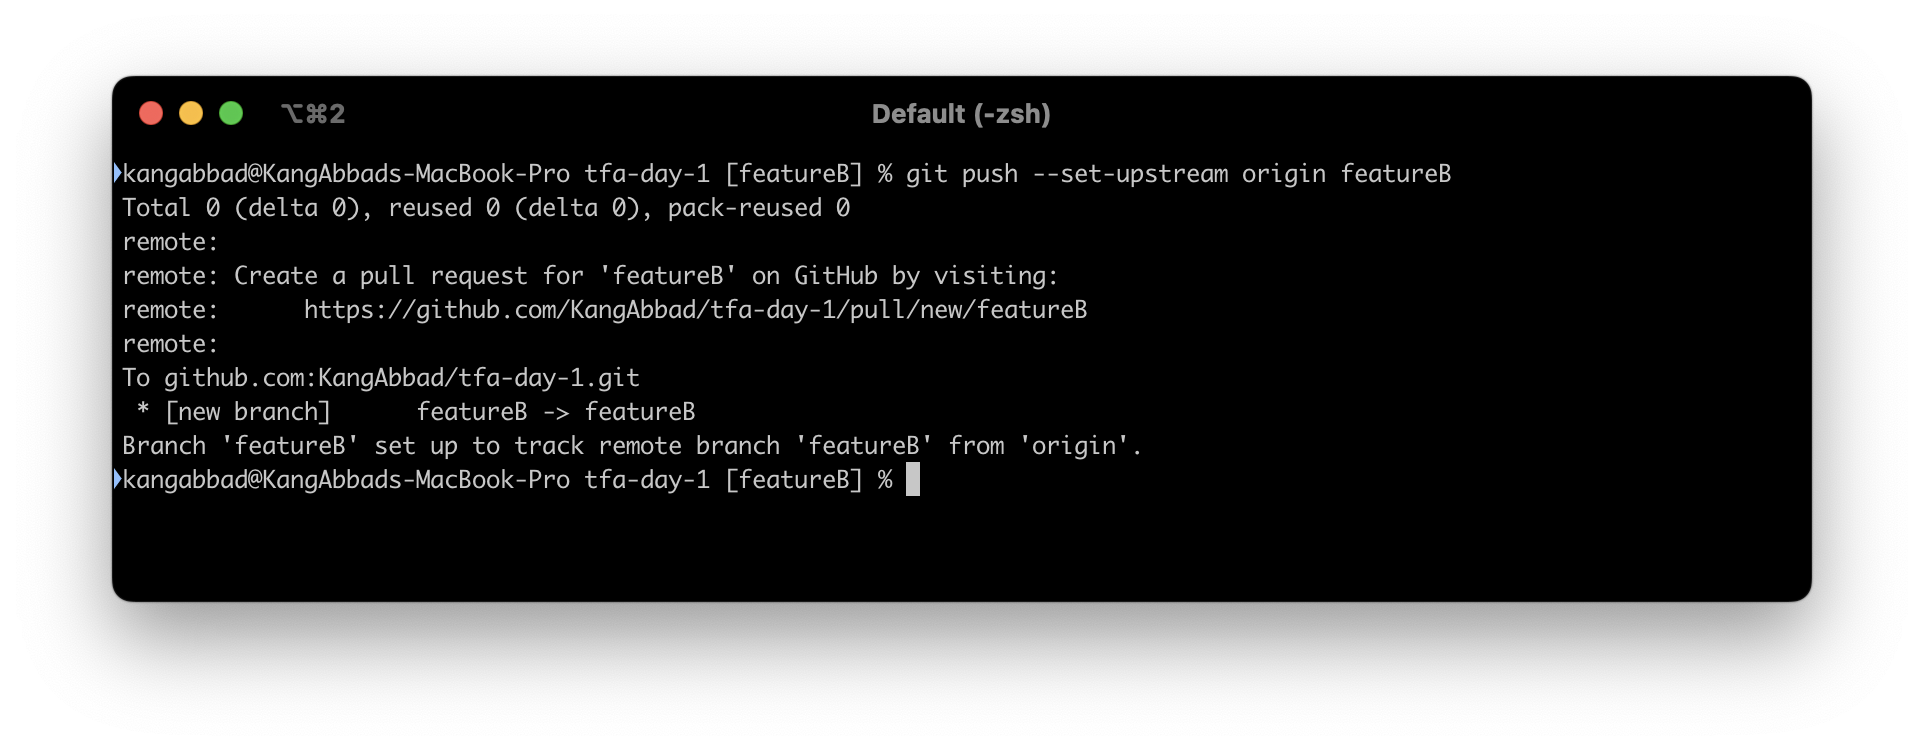 ⌥⌘2
Default (-zsh)
kangabbad@KangAbbads-MacBook-Pro tfa-day-1 [featureB] % git push --set-upstream origin featureB
Total 0 (delta 0), reused 0 (delta 0), pack-reused 0
remote:
remote: Create a pull request for 'featureB' on GitHub by visiting:
remote:      https://github.com/KangAbbad/tfa-day-1/pull/new/featureB
remote:
To github.com:KangAbbad/tfa-day-1.git
 * [new branch]      featureB -> featureB
Branch 'featureB' set up to track remote branch 'featureB' from 'origin'.
kangabbad@KangAbbads-MacBook-Pro tfa-day-1 [featureB] %